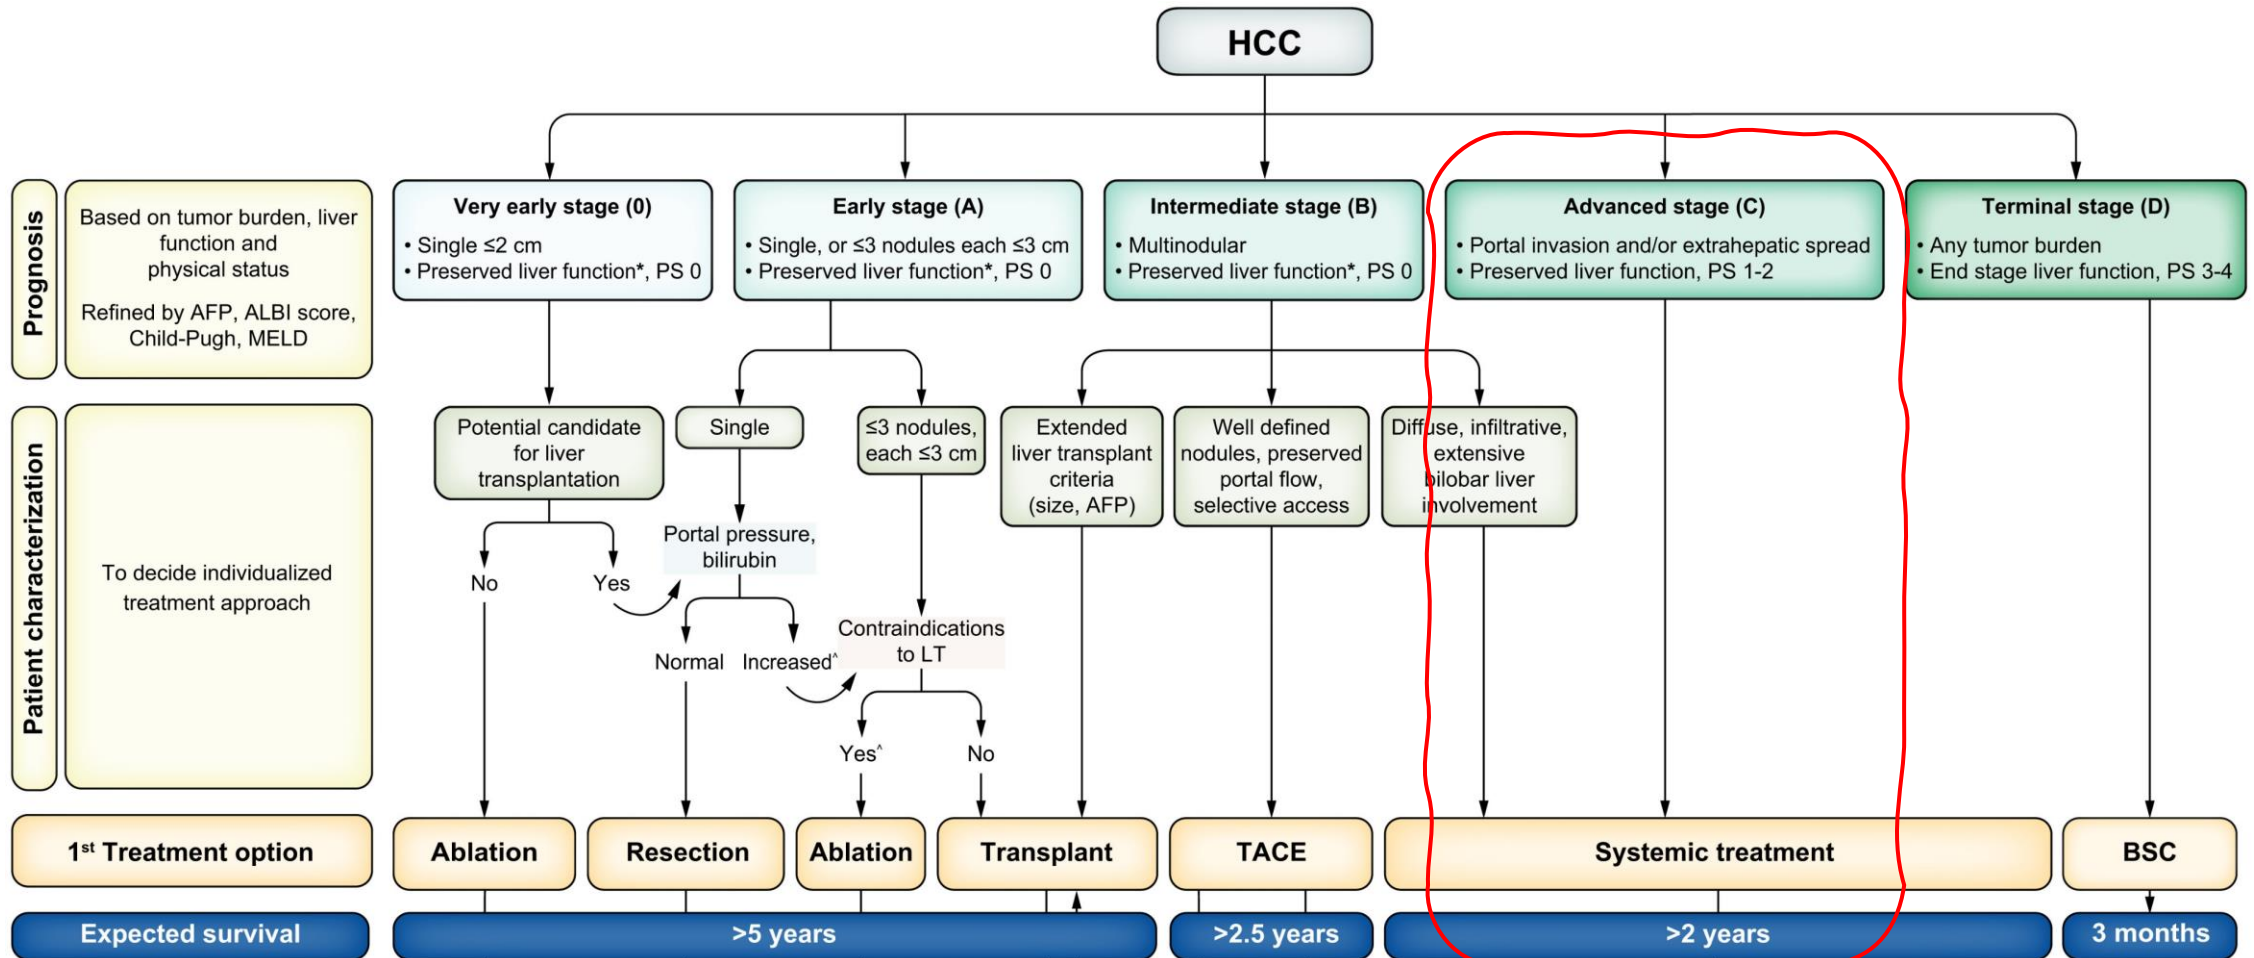 HCC
Prognosis
Based on tumor burden, liver
function and
physical status
Refined by AFP, ALBI score,
Child-Pugh, MELD
Very early stage (0)
• Single ≤2 cm
• Preserved liver function*, PS 0
Early stage (A)
• Single, or ≤3 nodules each ≤3 cm
• Preserved liver function*, PS 0
Intermediate stage (B)
• Multinodular
• Preserved liver function*, PS 0
Advanced stage (C)
• Portal invasion and/or extrahepatic spread
• Preserved liver function, PS 1-2
Terminal stage (D)
• Any tumor burden
• End stage liver function, PS 3-4
Patient characterization
To decide individualized
treatment approach
Potential candidate
for liver
transplantation
No
Yes
Single
Portal pressure,
bilirubin
Normal
Increased^
≤3 nodules,
each ≤3 cm
Contraindications
to LT
Yes^
No
Extended
liver transplant
criteria
(size, AFP)
Well defined
nodules, preserved
portal flow,
selective access
Diffuse, infiltrative,
extensive
bilobar liver
involvement
1st Treatment option
Ablation
Resection
Ablation
Transplant
TACE
Systemic treatment
BSC
Expected survival
>5 years
>2.5 years
>2 years
3 months